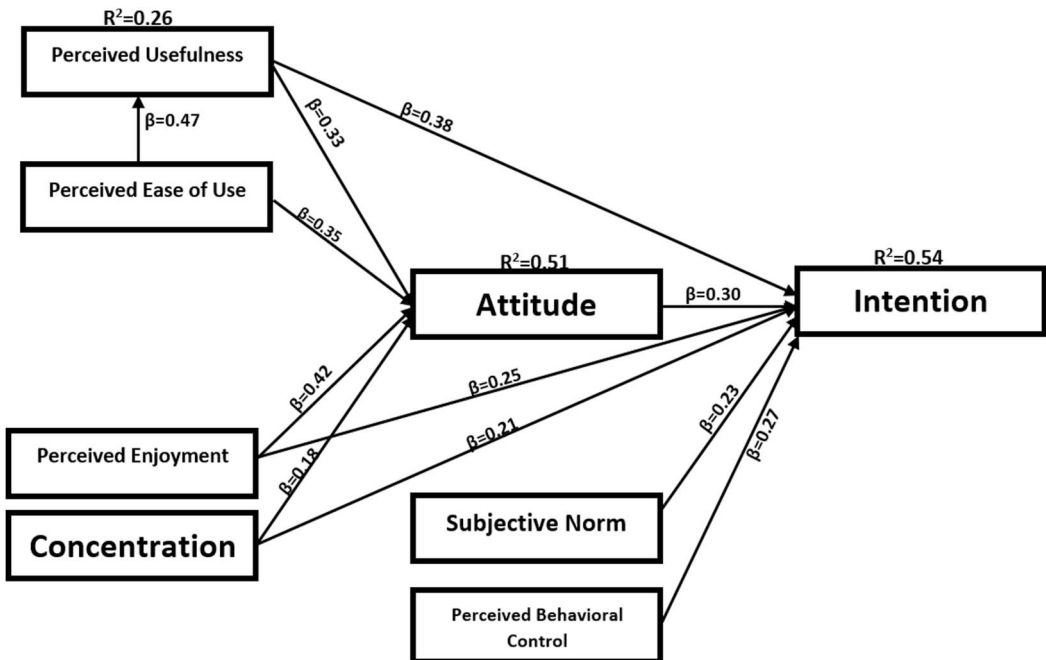 R²=0.26
Perceived Usefulness
β=0.47
Perceived Ease of Use
β=0.33
β=0.38
β=0.35
R²=0.51
Attitude
β=0.30
R²=0.54
Intention
β=0.42
β=0.25
β=0.18
β=0.21
β=0.23
β=0.27
Perceived Enjoyment
Concentration
Subjective Norm
Perceived Behavioral
Control